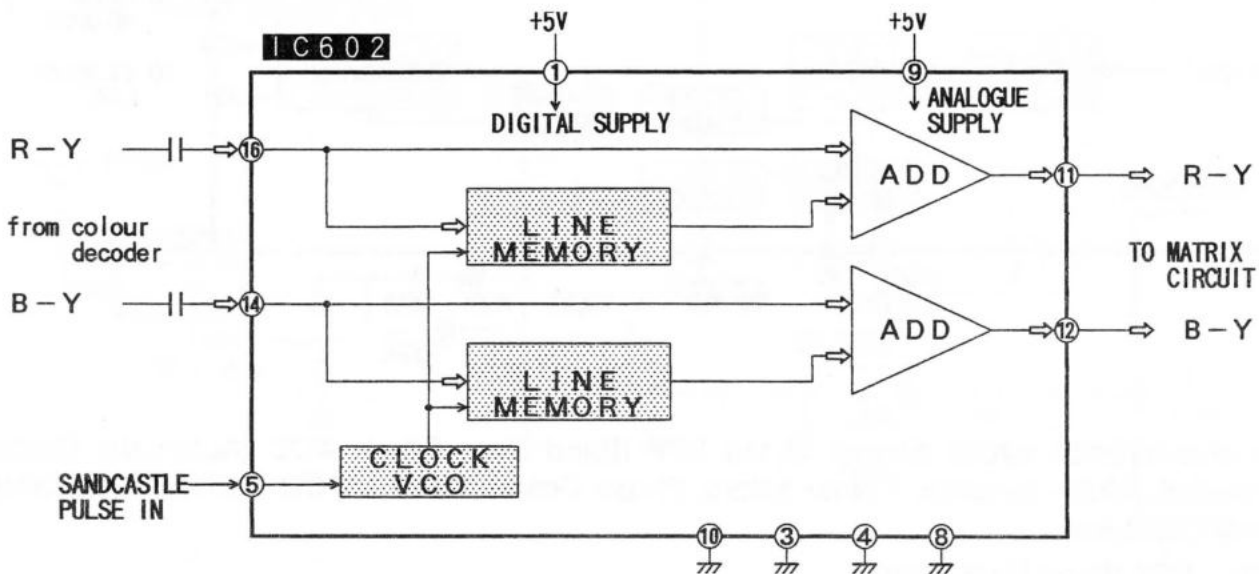 +5V
+5V
IC602
1
9
DIGITAL SUPPLY
ANALOGUE
SUPPLY
R-Y
16
ADD
11
R-Y
from colour
decoder
LINE
MEMORY
TO MATRIX
CIRCUIT
B-Y
14
ADD
12
B-Y
LINE
MEMORY
CLOCK
VCO
SANDCASTLE
PULSE IN
5
10
3
4
8